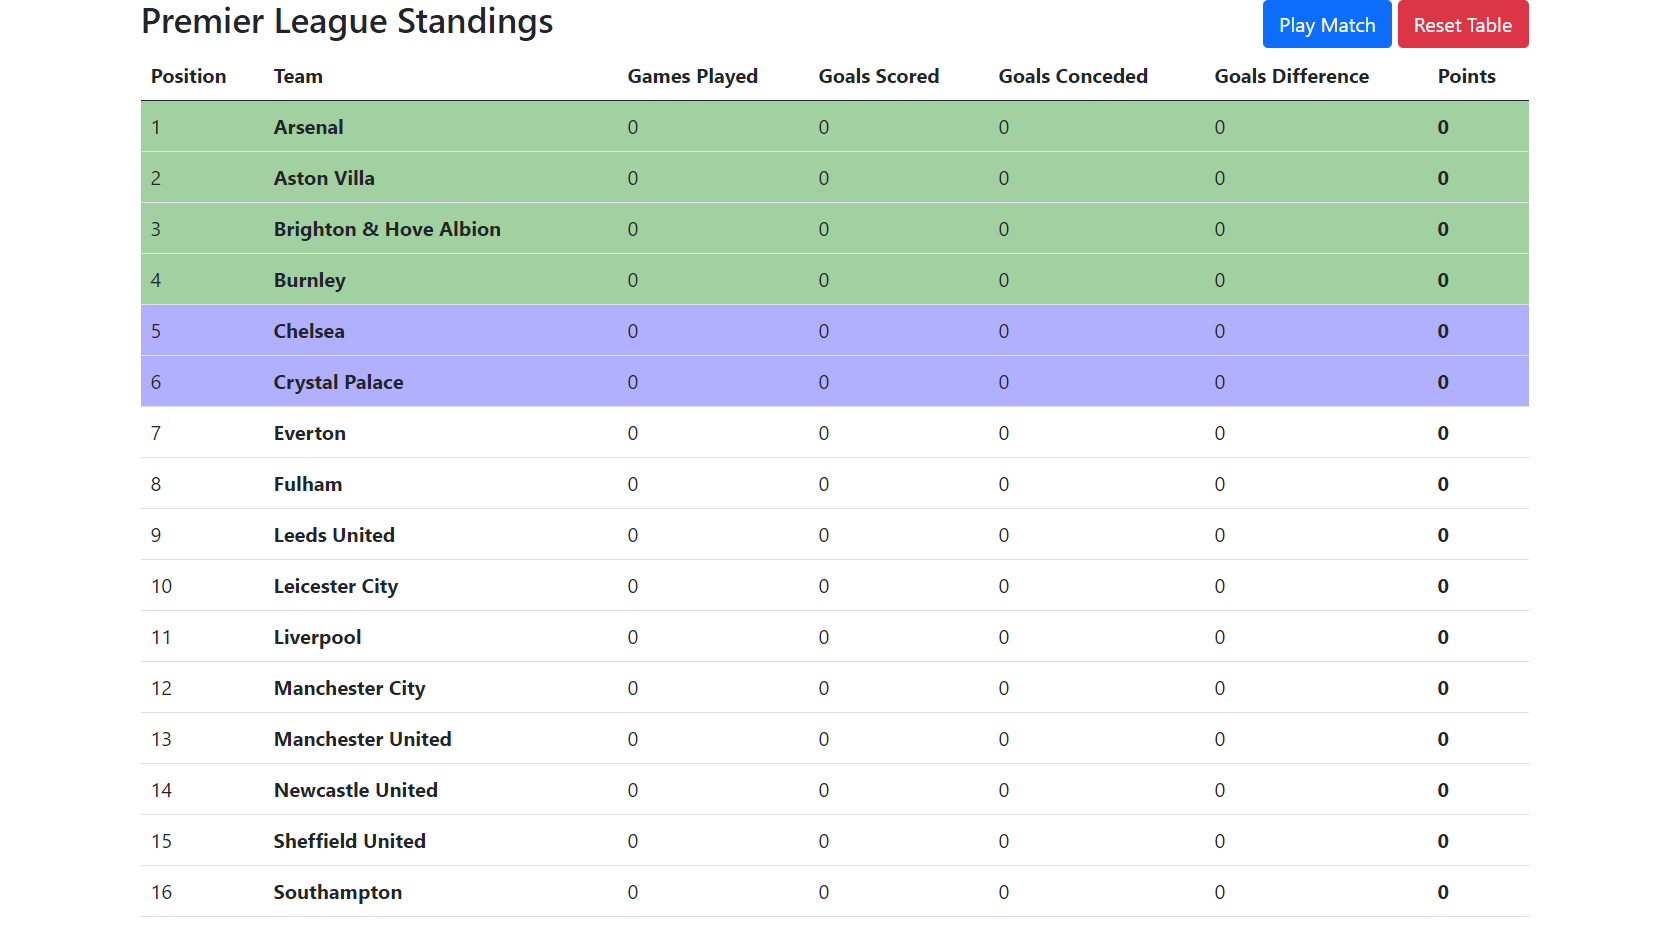 Premier League Standings Play Match Reset Table
Position Team Games Played Goals Scored Goals Conceded Goals Difference Points
1 Arsenal 0 0 0 0 0
2 Aston Villa 0 0 0 0 0
3 Brighton & Hove Albion 0 0 0 0 0
4 Burnley 0 0 0 0 0
5 Chelsea 0 0 0 0 0
6 Crystal Palace 0 0 0 0 0
7 Everton 0 0 0 0 0
8 Fulham 0 0 0 0 0
9 Leeds United 0 0 0 0 0
10 Leicester City 0 0 0 0 0
11 Liverpool 0 0 0 0 0
12 Manchester City 0 0 0 0 0
13 Manchester United 0 0 0 0 0
14 Newcastle United 0 0 0 0 0
15 Sheffield United 0 0 0 0 0
16 Southampton 0 0 0 0 0